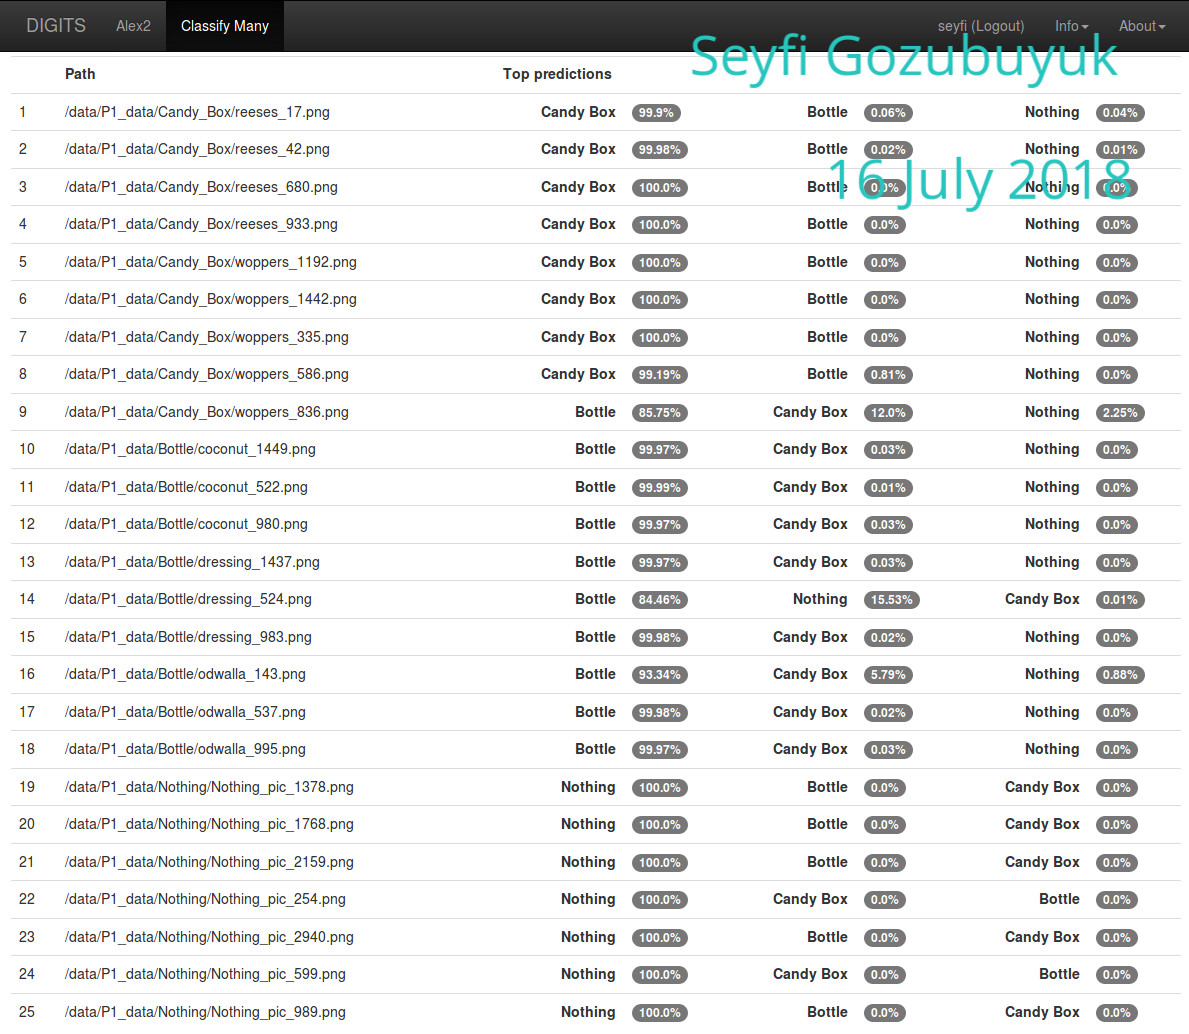 DIGITS Alex2 Classify Many seyfi (Logout) Info About
Seyfi Gozubuyuk
Path Top predictions
1 /data/P1_data/Candy_Box/reeses_17.png Candy Box 99.9% Bottle 0.06% Nothing 0.04%
2 /data/P1_data/Candy_Box/reeses_42.png Candy Box 99.98% Bottle 0.02% Nothing 0.01%
16 July 2018
3 /data/P1_data/Candy_Box/reeses_680.png Candy Box 100.0% Bottle 0.0% Nothing 0.0%
4 /data/P1_data/Candy_Box/reeses_933.png Candy Box 100.0% Bottle 0.0% Nothing 0.0%
5 /data/P1_data/Candy_Box/woppers_1192.png Candy Box 100.0% Bottle 0.0% Nothing 0.0%
6 /data/P1_data/Candy_Box/woppers_1442.png Candy Box 100.0% Bottle 0.0% Nothing 0.0%
7 /data/P1_data/Candy_Box/woppers_335.png Candy Box 100.0% Bottle 0.0% Nothing 0.0%
8 /data/P1_data/Candy_Box/woppers_586.png Candy Box 99.19% Bottle 0.81% Nothing 0.0%
9 /data/P1_data/Candy_Box/woppers_836.png Bottle 85.75% Candy Box 12.0% Nothing 2.25%
10 /data/P1_data/Bottle/coconut_1449.png Bottle 99.97% Candy Box 0.03% Nothing 0.0%
11 /data/P1_data/Bottle/coconut_522.png Bottle 99.99% Candy Box 0.01% Nothing 0.0%
12 /data/P1_data/Bottle/coconut_980.png Bottle 99.97% Candy Box 0.03% Nothing 0.0%
13 /data/P1_data/Bottle/dressing_1437.png Bottle 99.97% Candy Box 0.03% Nothing 0.0%
14 /data/P1_data/Bottle/dressing_524.png Bottle 84.46% Nothing 15.53% Candy Box 0.01%
15 /data/P1_data/Bottle/dressing_983.png Bottle 99.98% Candy Box 0.02% Nothing 0.0%
16 /data/P1_data/Bottle/odwalla_143.png Bottle 93.34% Candy Box 5.79% Nothing 0.88%
17 /data/P1_data/Bottle/odwalla_537.png Bottle 99.98% Candy Box 0.02% Nothing 0.0%
18 /data/P1_data/Bottle/odwalla_995.png Bottle 99.97% Candy Box 0.03% Nothing 0.0%
19 /data/P1_data/Nothing/Nothing_pic_1378.png Nothing 100.0% Bottle 0.0% Candy Box 0.0%
20 /data/P1_data/Nothing/Nothing_pic_1768.png Nothing 100.0% Bottle 0.0% Candy Box 0.0%
21 /data/P1_data/Nothing/Nothing_pic_2159.png Nothing 100.0% Bottle 0.0% Candy Box 0.0%
22 /data/P1_data/Nothing/Nothing_pic_254.png Nothing 100.0% Candy Box 0.0% Bottle 0.0%
23 /data/P1_data/Nothing/Nothing_pic_2940.png Nothing 100.0% Bottle 0.0% Candy Box 0.0%
24 /data/P1_data/Nothing/Nothing_pic_599.png Nothing 100.0% Candy Box 0.0% Bottle 0.0%
25 /data/P1_data/Nothing/Nothing_pic_989.png Nothing 100.0% Bottle 0.0% Candy Box 0.0%